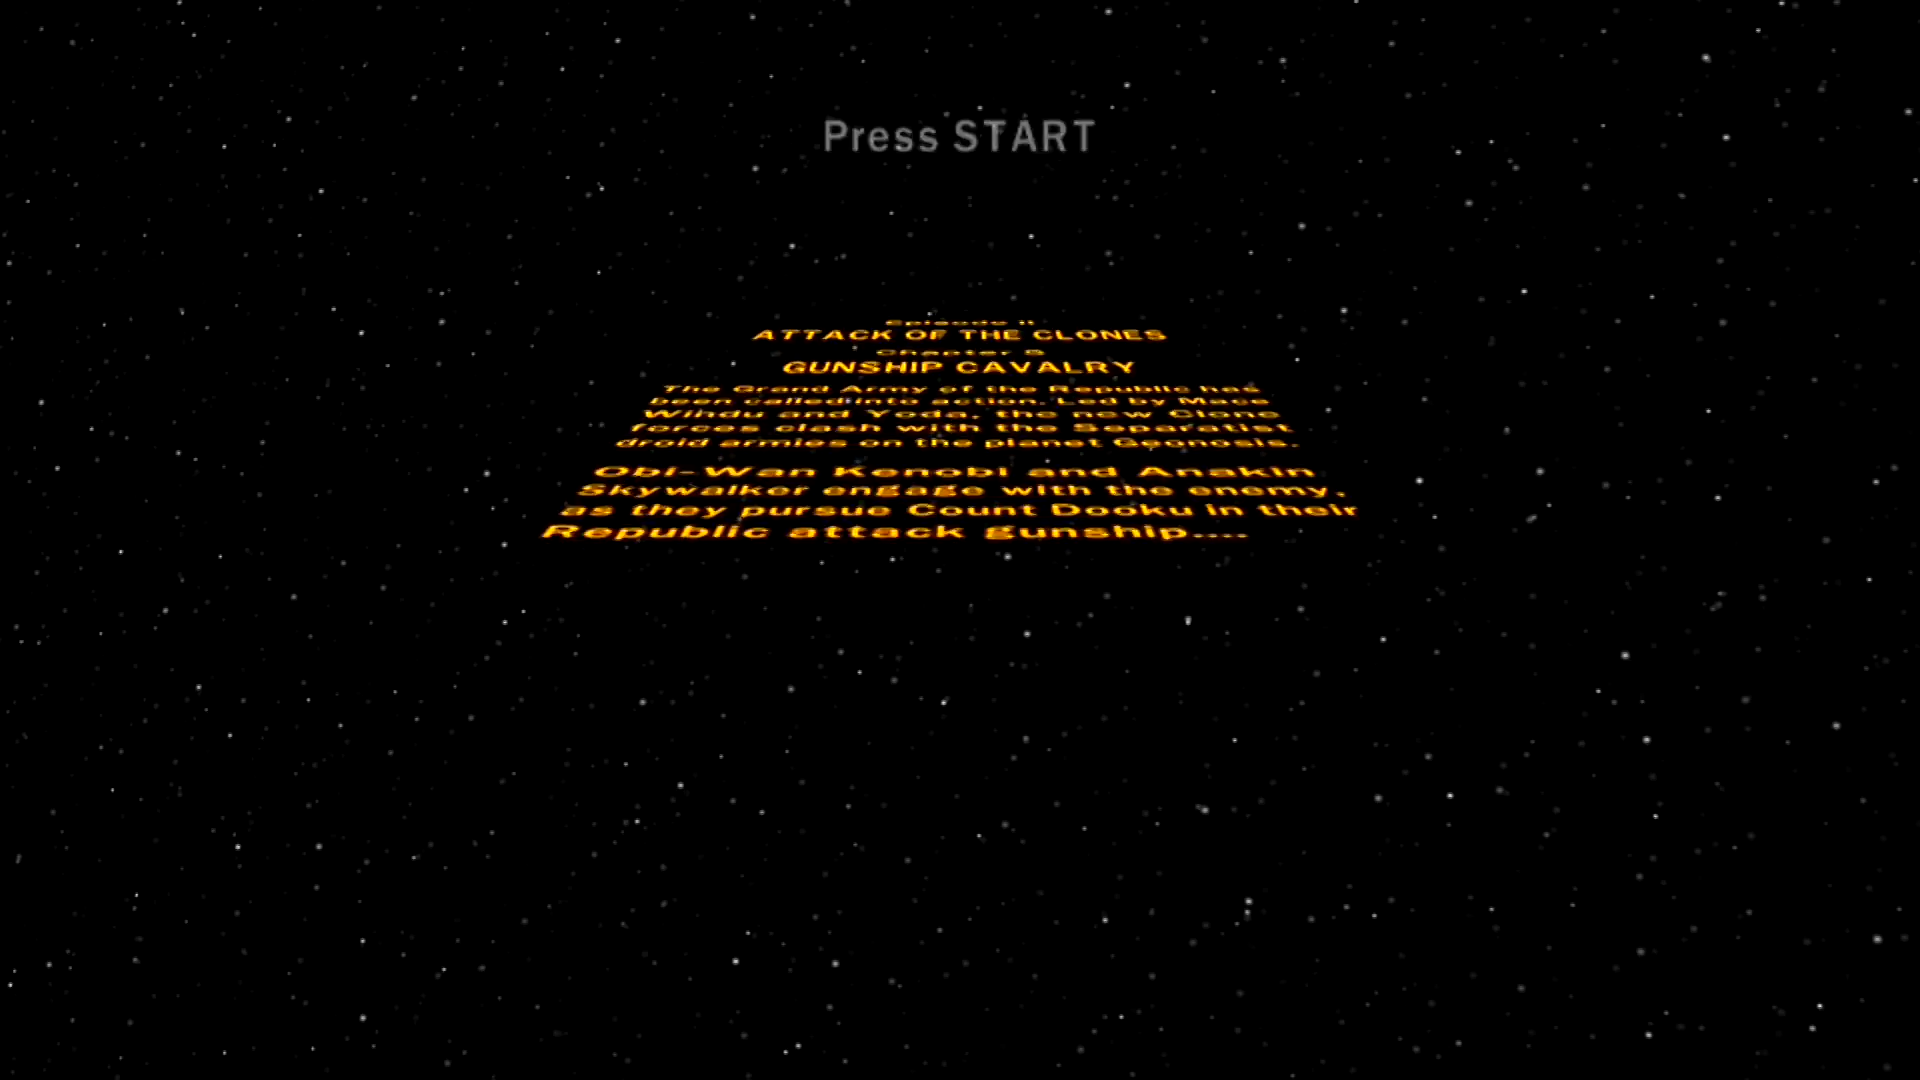 Press START
Episode II
ATTACK OF THE CLONES
Chapter 5
GUNSHIP CAVALRY
The Grand Army of the Republic has
been called into action. Led by Mace
Windu and Yoda, the new Clone
forces clash with the Separatist
droid armies on the planet Geonosis.
Obi-Wan Kenobi and Anakin
Skywalker engage with the enemy,
as they pursue Count Dooku in their
Republic attack gunship....